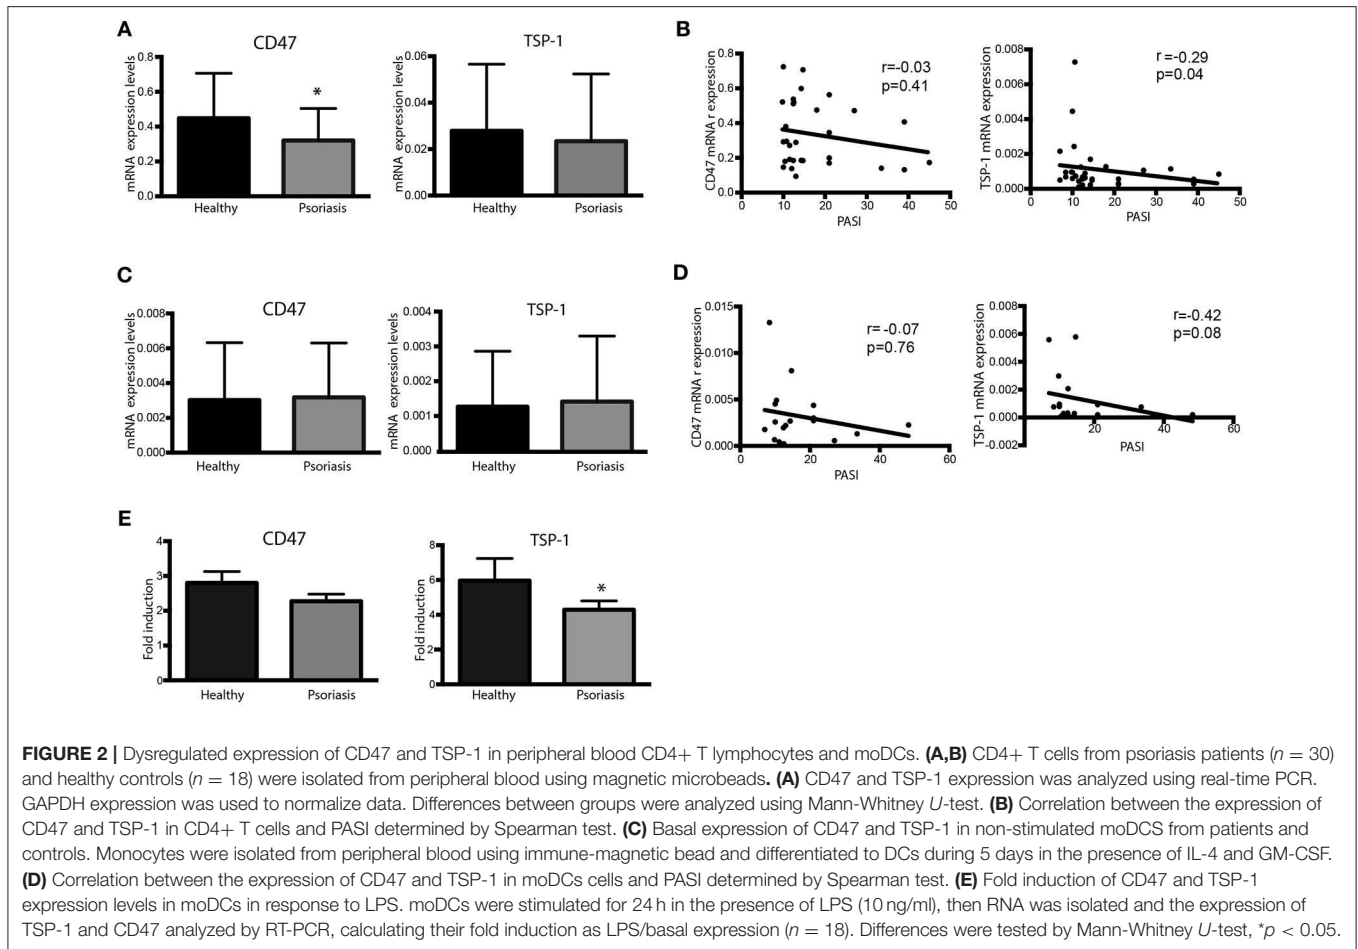 A
CD47
mRNA expression levels
0.8
0.6
0.4
0.2
0.0
Healthy
Psoriasis
*
TSP-1
mRNA expression levels
0.06
0.04
0.02
0.00
Healthy
Psoriasis
B
CD47 mRNA r expression
0.8
0.6
0.4
0.2
0.0
r=-0.03
p=0.41
0 10 20 30 40 50
PASI
TSP-1 mRNA expression
0.008
0.006
0.004
0.002
0.000
r=-0.29
p=0.04
0 10 20 30 40 50
PASI
C
CD47
mRNA expression levels
0.008
0.006
0.004
0.002
0.000
Healthy
Psoriasis
TSP-1
mRNA expression levels
0.004
0.003
0.002
0.001
0.000
Healthy
Psoriasis
D
CD47 mRNA r expression
0.015
0.010
0.005
0.000
r= -0.07
p=0.76
0 20 40 60
PASI
TSP-1 mRNA expression
0.008
0.006
0.004
0.002
0.000
-0.002
r=-0.42
p=0.08
20 40 60
PASI
E
CD47
Fold induction
4
3
2
1
0
Healthy
Psoriasis
TSP-1
Fold induction
8
6
4
2
0
*
Healthy
Psoriasis
FIGURE 2 | Dysregulated expression of CD47 and TSP-1 in peripheral blood CD4+ T lymphocytes and moDCs. (A,B) CD4+ T cells from psoriasis patients (n = 30)
and healthy controls (n = 18) were isolated from peripheral blood using magnetic microbeads. (A) CD47 and TSP-1 expression was analyzed using real-time PCR.
GAPDH expression was used to normalize data. Differences between groups were analyzed using Mann-Whitney U-test. (B) Correlation between the expression of
CD47 and TSP-1 in CD4+ T cells and PASI determined by Spearman test. (C) Basal expression of CD47 and TSP-1 in non-stimulated moDCS from patients and
controls. Monocytes were isolated from peripheral blood using immune-magnetic bead and differentiated to DCs during 5 days in the presence of IL-4 and GM-CSF.
(D) Correlation between the expression of CD47 and TSP-1 in moDCs cells and PASI determined by Spearman test. (E) Fold induction of CD47 and TSP-1
expression levels in moDCs in response to LPS. moDCs were stimulated for 24 h in the presence of LPS (10 ng/ml), then RNA was isolated and the expression of
TSP-1 and CD47 analyzed by RT-PCR, calculating their fold induction as LPS/basal expression (n = 18). Differences were tested by Mann-Whitney U-test, *p < 0.05.